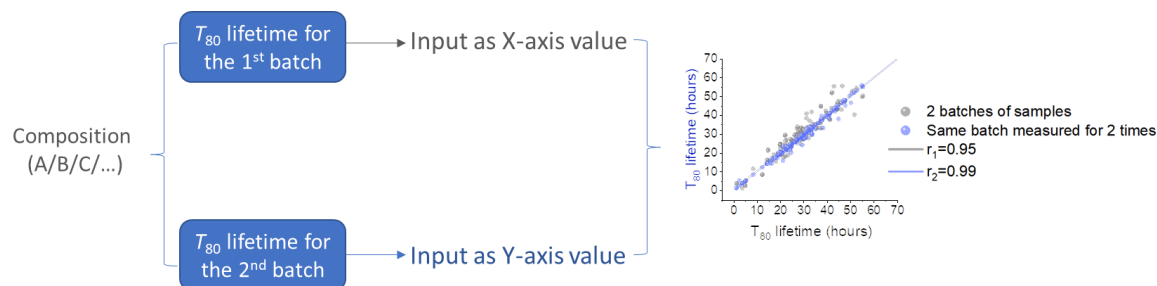 Composition
(A/B/C/...)
T80 lifetime for
the 1st batch
Input as X-axis value
T80 lifetime for
the 2nd batch
Input as Y-axis value
T80 lifetime (hours)
70
60
50
40
30
20
10
0
0 10 20 30 40 50 60 70
T80 lifetime (hours)
2 batches of samples
Same batch measured for 2 times
r1=0.95
r2=0.99